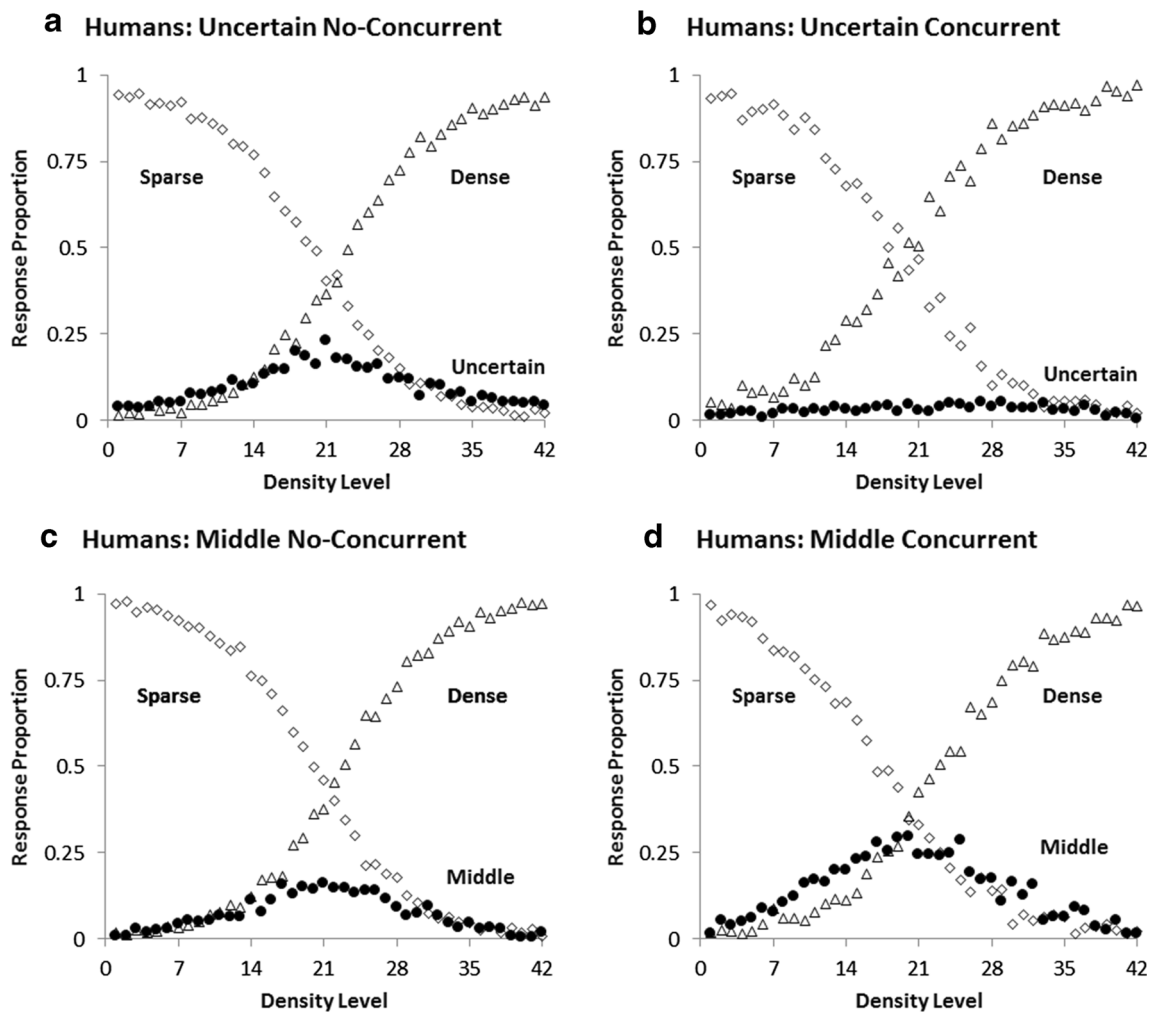 a Humans: Uncertain No-Concurrent
b Humans: Uncertain Concurrent
Response Proportion
1
0.75
0.5
0.25
0
Sparse
Dense
Uncertain
0 7 14 21 28 35 42
Density Level
Response Proportion
1
0.75
0.5
0.25
0
Sparse
Dense
Uncertain
0 7 14 21 28 35 42
Density Level
c Humans: Middle No-Concurrent
d Humans: Middle Concurrent
Response Proportion
1
0.75
0.5
0.25
0
Sparse
Dense
Middle
0 7 14 21 28 35 42
Density Level
Response Proportion
1
0.75
0.5
0.25
0
Sparse
Dense
Middle
0 7 14 21 28 35 42
Density Level